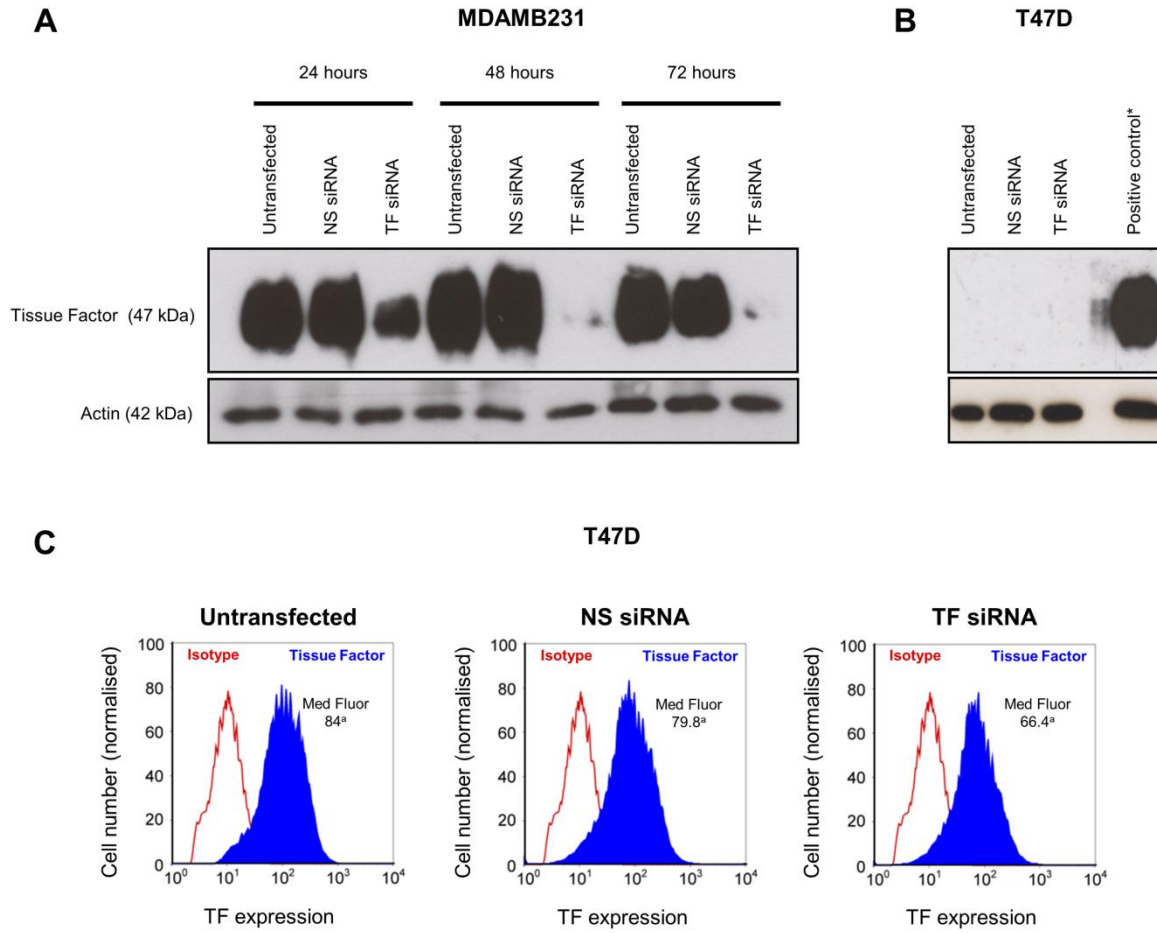 A
MDAMB231
24 hours
48 hours
72 hours
Untransfected
NS siRNA
TF siRNA
Untransfected
NS siRNA
TF siRNA
Untransfected
NS siRNA
TF siRNA
Tissue Factor (47 kDa)
Actin (42 kDa)
B
T47D
Untransfected
NS siRNA
TF siRNA
Positive control*
C
T47D
Untransfected
Isotype
Tissue Factor
Med Fluor
84ᵃ
Cell number (normalised)
100
80
60
40
20
0
10⁰
10¹
10²
10³
10⁴
TF expression
NS siRNA
Isotype
Tissue Factor
Med Fluor
79.8ᵃ
Cell number (normalised)
100
80
60
40
20
0
10⁰
10¹
10²
10³
10⁴
TF expression
TF siRNA
Isotype
Tissue Factor
Med Fluor
66.4ᵃ
Cell number (normalised)
100
80
60
40
20
0
10⁰
10¹
10²
10³
10⁴
TF expression